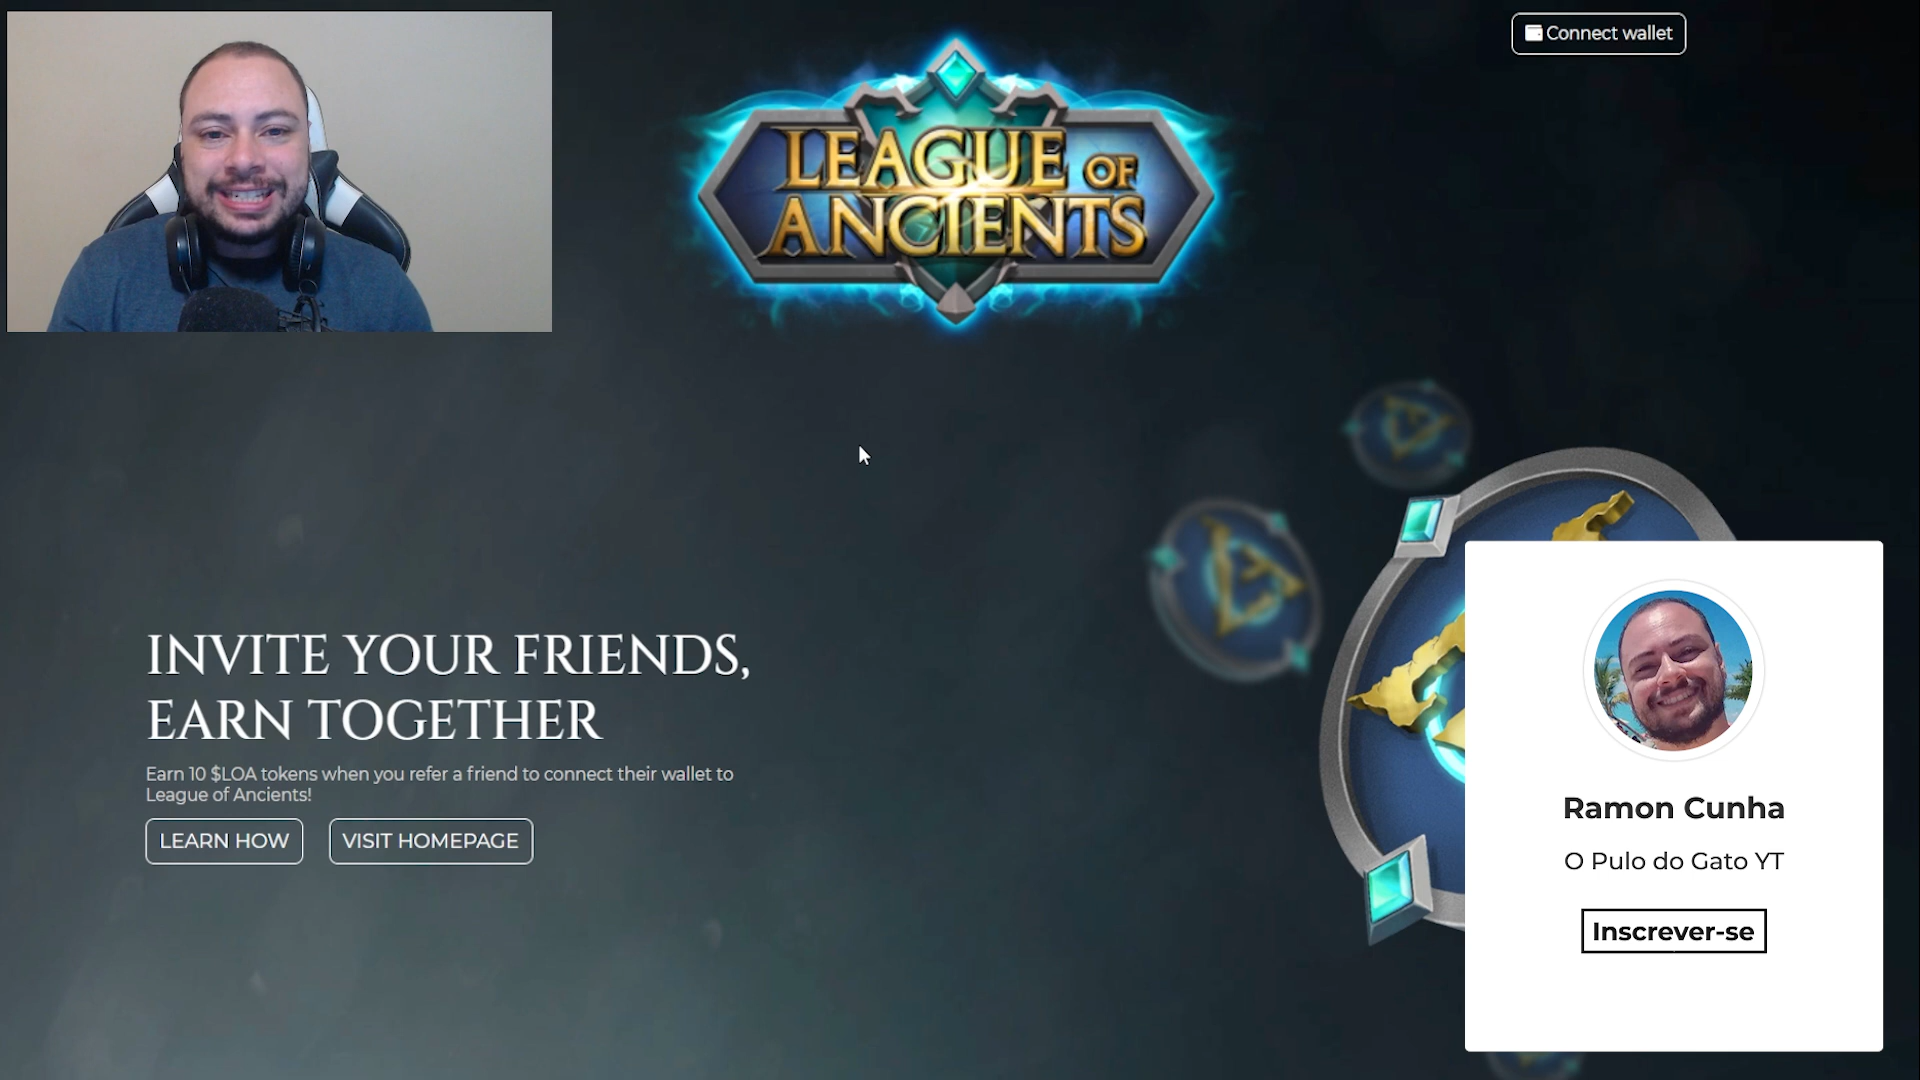 Connect wallet
LEAGUE OF
ANCIENTS
INVITE YOUR FRIENDS,
EARN TOGETHER
Earn 10 $LOA tokens when you refer a friend to connect their wallet to
League of Ancients!
LEARN HOW
VISIT HOMEPAGE
Ramon Cunha
O Pulo do Gato YT
Inscrever-se